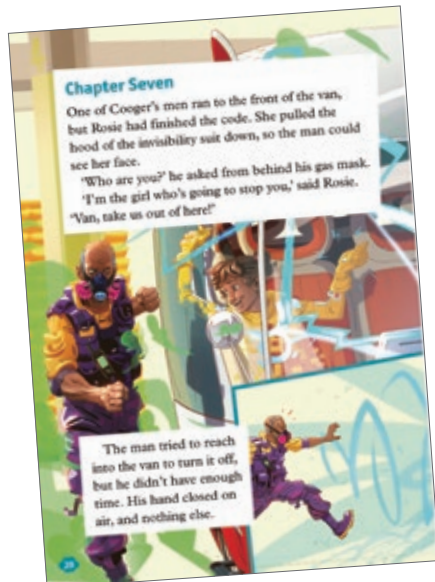 Chapter Seven
One of Cooger's men ran to the front of the van,
but Rosie had finished the code. She pulled the
hood of the invisibility suit down, so the man could
see her face.
'Who are you?' he asked from behind his gas mask.
'I'm the girl who's going to stop you,' said Rosie.
'Van, take us out of here!'
The man tried to reach
into the van to turn it off,
but he didn't have enough
time. His hand closed on
air, and nothing else.